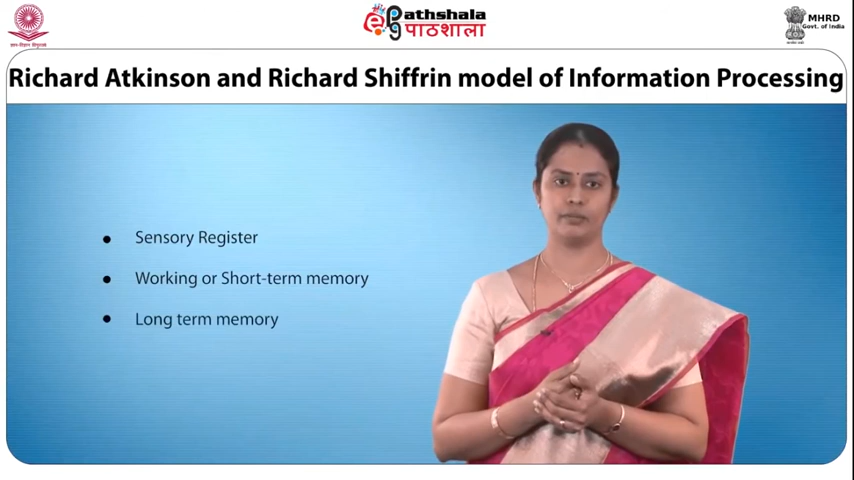 ePathshala
पाठशाला
MHRD
Govt. of India
Richard Atkinson and Richard Shiffrin model of Information Processing
● Sensory Register
● Working or Short-term memory
● Long term memory